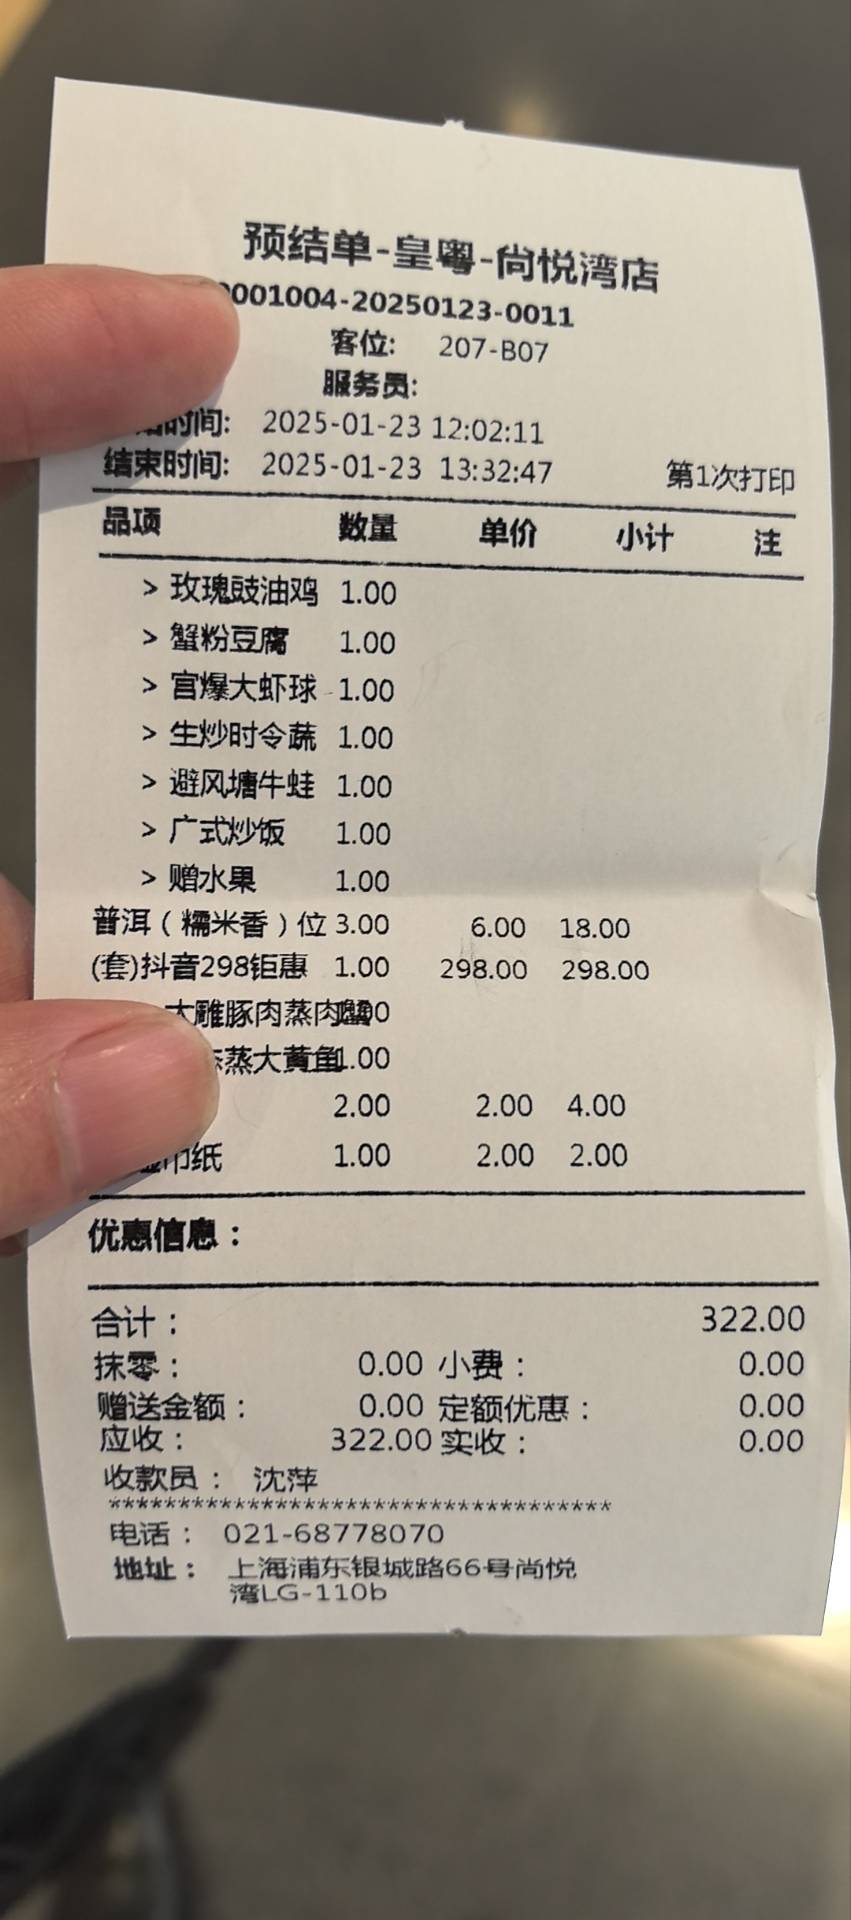 预结单-皇粤-尚悦湾店
0001004-20250123-0011
客位: 207-B07
服务员:
时间: 2025-01-23 12:02:11
结束时间: 2025-01-23 13:32:47 第1次打印
品项 数量 单价 小计 注
> 玫瑰豉油鸡 1.00
> 蟹粉豆腐 1.00
> 宫爆大虾球 1.00
> 生炒时令蔬 1.00
> 避风塘牛蛙 1.00
> 广式炒饭 1.00
> 赠水果 1.00
普洱（糯米香）位 3.00 6.00 18.00
(套)抖音298钜惠 1.00 298.00 298.00
大雕豚肉蒸肉蟹1.00
蒸大黄鱼1.00
2.00 2.00 4.00
巾纸 1.00 2.00 2.00
优惠信息：
合计： 322.00
抹零： 0.00 小费： 0.00
赠送金额： 0.00 定额优惠： 0.00
应收： 322.00 实收： 0.00
收款员： 沈萍
************************************
电话： 021-68778070
地址： 上海浦东银城路66号尚悦
湾LG-110b